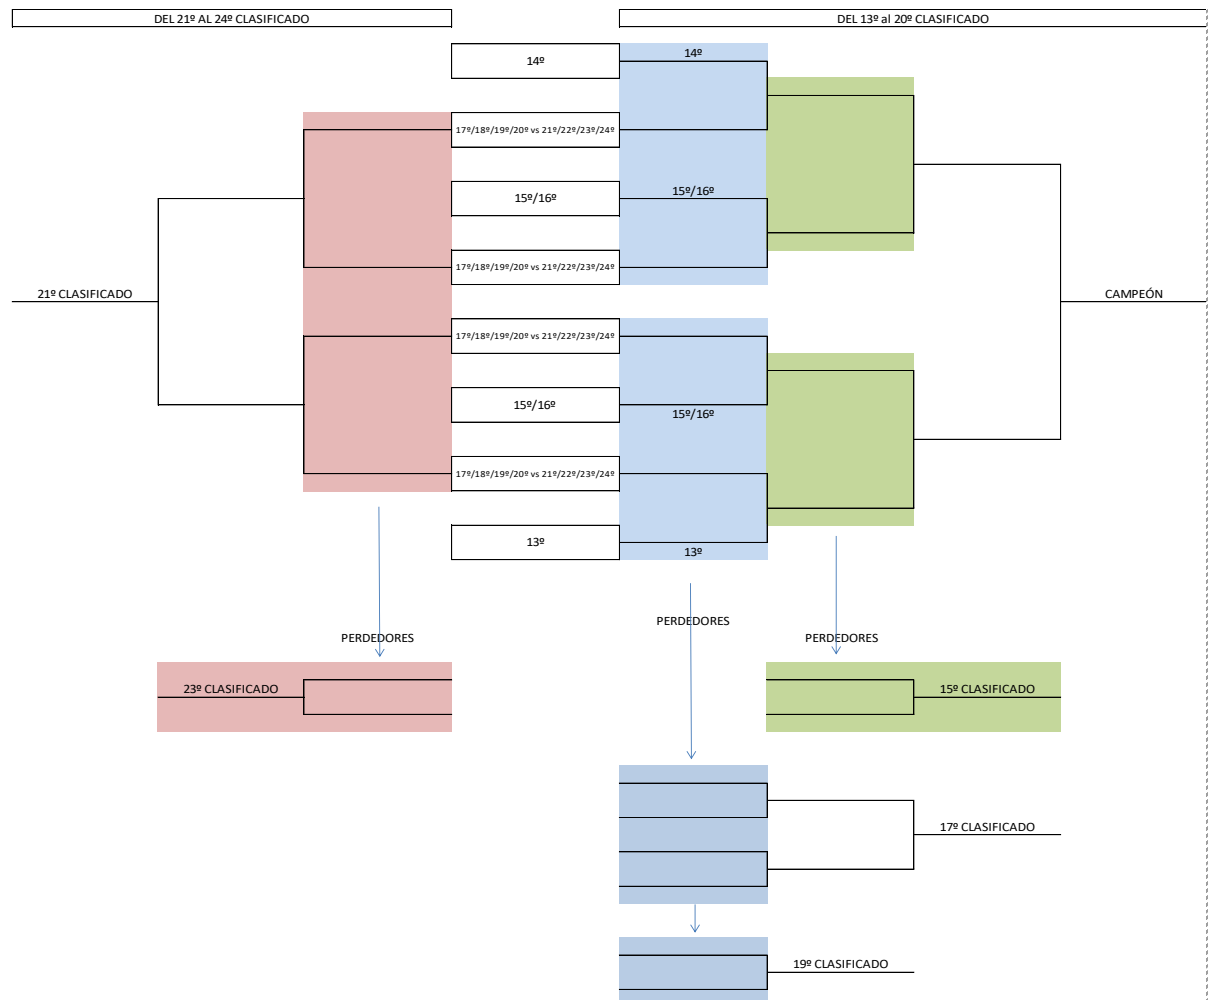 DEL 21º AL 24º CLASIFICADO
DEL 13º al 20º CLASIFICADO
14º
14º
17º/18º/19º/20º vs 21º/22º/23º/24º
15º/16º
15º/16º
17º/18º/19º/20º vs 21º/22º/23º/24º
21º CLASIFICADO
CAMPEÓN
17º/18º/19º/20º vs 21º/22º/23º/24º
15º/16º
15º/16º
17º/18º/19º/20º vs 21º/22º/23º/24º
13º
13º
PERDEDORES
PERDEDORES
PERDEDORES
23º CLASIFICADO
15º CLASIFICADO
17º CLASIFICADO
19º CLASIFICADO